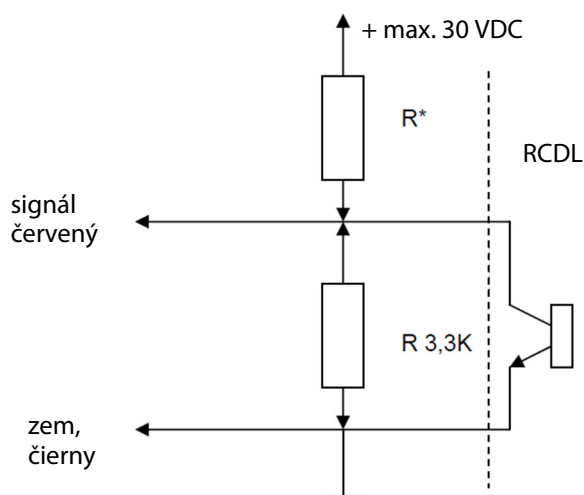 + max. 30 VDC
R*
RCDL
signál
červený
R 3,3K
zem,
čierny